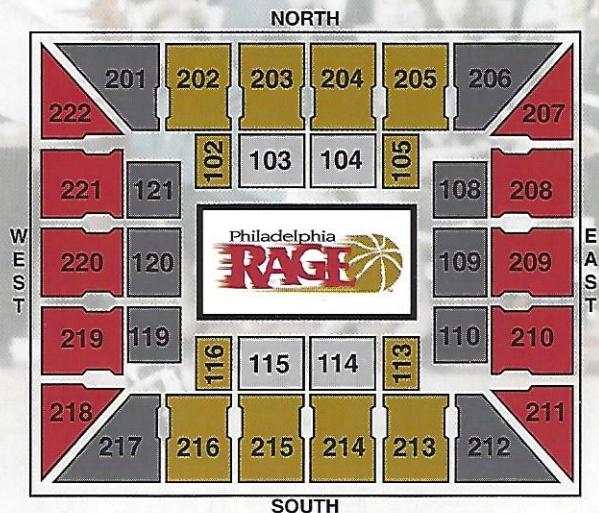 NORTH
201 202 203 204 205 206
222 207
102 103 104 105
221 121 108 208
WEST
220 120 109 209
EAST
Philadelphia
RAGE
219 119 110 210
116 115 114 113
218 211
217 216 215 214 213 212
SOUTH